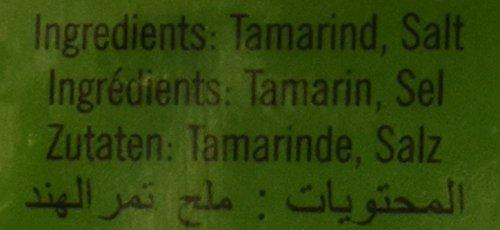 Ingredients: Tamarind, Salt
Ingrédients: Tamarin, Sel
Zutaten: Tamarinde, Salz
المحتويات : ملح تمر الهند